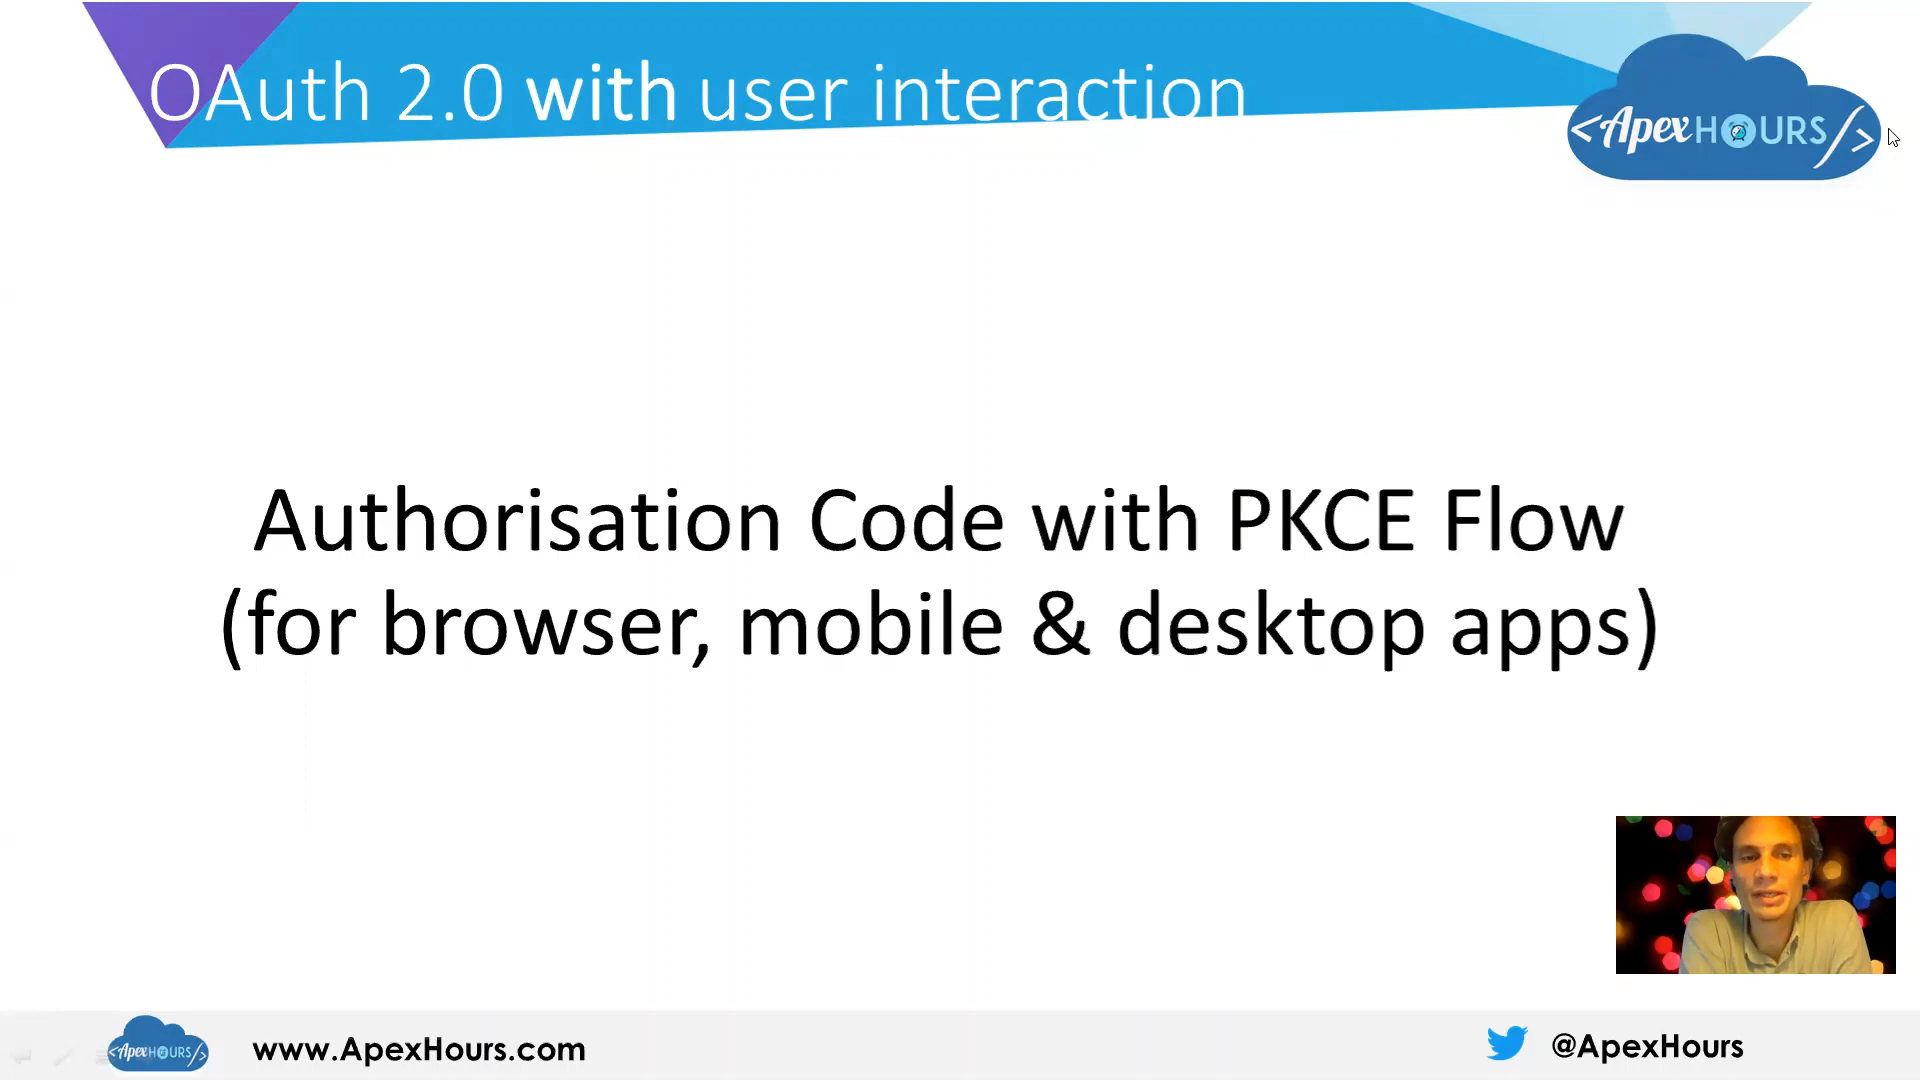 OAuth 2.0 with user interaction
<ApexHOURS/>
Authorisation Code with PKCE Flow
(for browser, mobile & desktop apps)
<ApexHOURS/>
www.ApexHours.com
@ApexHours